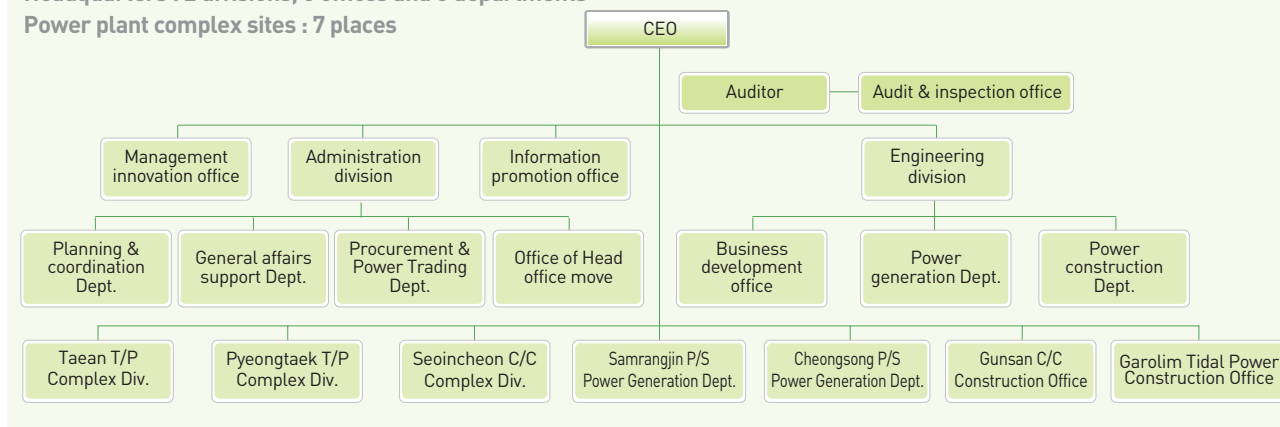 Power plant complex sites : 7 places
CEO
Auditor
Audit & inspection office
Management
innovation office
Administration
division
Information
promotion office
Engineering
division
Planning &
coordination
Dept.
General affairs
support Dept.
Procurement &
Power Trading
Dept.
Office of Head
office move
Business
development
office
Power
generation Dept.
Power
construction
Dept.
Taean T/P
Complex Div.
Pyeongtaek T/P
Complex Div.
Seoincheon C/C
Complex Div.
Samrangjin P/S
Power Generation Dept.
Cheongsong P/S
Power Generation Dept.
Gunsan C/C
Construction Office
Garolim Tidal Power
Construction Office